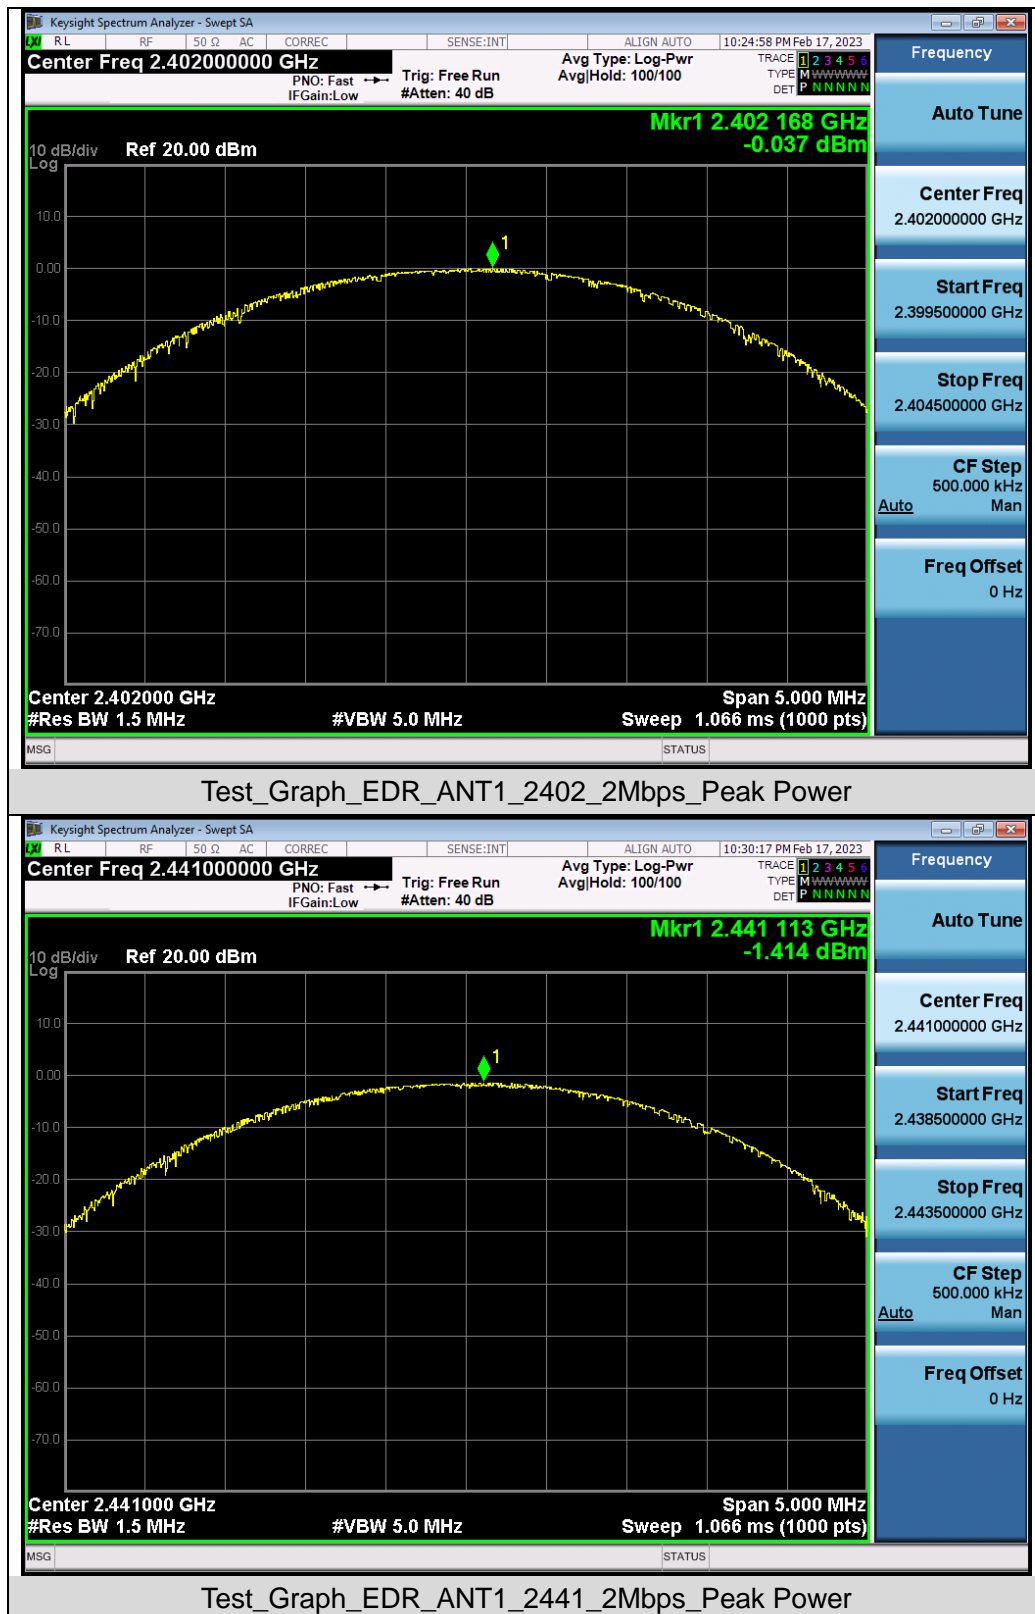 Keysight Spectrum Analyzer - Swept SA
LXI RL RF 50 Ω AC CORREC SENSE:INT ALIGN AUTO 10:24:58 PM Feb 17, 2023
Center Freq 2.402000000 GHz
PNO: Fast
IFGain:Low
Trig: Free Run
#Atten: 40 dB
Avg Type: Log-Pwr
Avg|Hold: 100/100
TRACE 1 2 3 4 5 6
TYPE M WWWWW
DET P N N N N N
Mkr1 2.402 168 GHz
-0.037 dBm
10 dB/div Ref 20.00 dBm
Log
10.0
0.00
1
-10.0
-20.0
-30.0
-40.0
-50.0
-60.0
-70.0
Center 2.402000 GHz Span 5.000 MHz
#Res BW 1.5 MHz #VBW 5.0 MHz Sweep 1.066 ms (1000 pts)
MSG STATUS
Frequency
Auto Tune
Center Freq
2.402000000 GHz
Start Freq
2.399500000 GHz
Stop Freq
2.404500000 GHz
CF Step
500.000 kHz
Auto Man
Freq Offset
0 Hz
Test_Graph_EDR_ANT1_2402_2Mbps_Peak Power
Keysight Spectrum Analyzer - Swept SA
LXI RL RF 50 Ω AC CORREC SENSE:INT ALIGN AUTO 10:30:17 PM Feb 17, 2023
Center Freq 2.441000000 GHz
PNO: Fast
IFGain:Low
Trig: Free Run
#Atten: 40 dB
Avg Type: Log-Pwr
Avg|Hold: 100/100
TRACE 1 2 3 4 5 6
TYPE M WWWWW
DET P N N N N N
Mkr1 2.441 113 GHz
-1.414 dBm
10 dB/div Ref 20.00 dBm
Log
10.0
0.00
1
-10.0
-20.0
-30.0
-40.0
-50.0
-60.0
-70.0
Center 2.441000 GHz Span 5.000 MHz
#Res BW 1.5 MHz #VBW 5.0 MHz Sweep 1.066 ms (1000 pts)
MSG STATUS
Frequency
Auto Tune
Center Freq
2.441000000 GHz
Start Freq
2.438500000 GHz
Stop Freq
2.443500000 GHz
CF Step
500.000 kHz
Auto Man
Freq Offset
0 Hz
Test_Graph_EDR_ANT1_2441_2Mbps_Peak Power